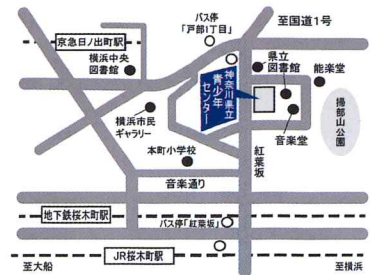 バス停
「戸部1丁目」
至国道1号
京急日ノ出町駅
横浜中央
図書館
県立
図書館
能楽堂
神奈川県立
青少年
センター
掃部山公園
横浜市民
ギャラリー
音楽堂
本町小学校
紅葉坂
音楽通り
地下鉄桜木町駅
バス停「紅葉坂」
JR桜木町駅
至大船
至横浜